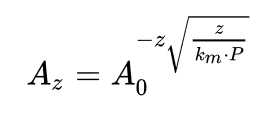 $A_z = A_0^{-z\sqrt{\frac{z}{k_m \cdot P}}}$